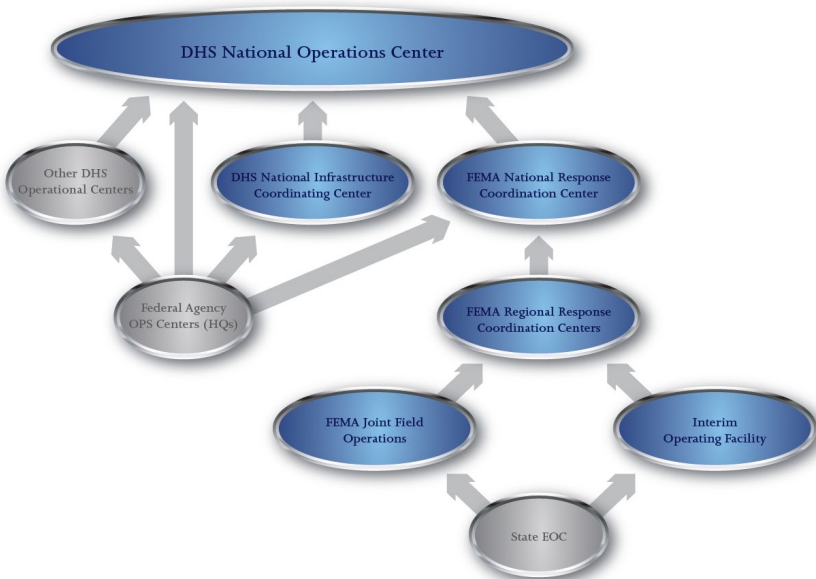 DHS National Operations Center
Other DHS
Operational Centers
DHS National Infrastructure
Coordinating Center
FEMA National Response
Coordination Center
Federal Agency
OPS Centers (HQs)
FEMA Regional Response
Coordination Centers
FEMA Joint Field
Operations
Interim
Operating Facility
State EOC